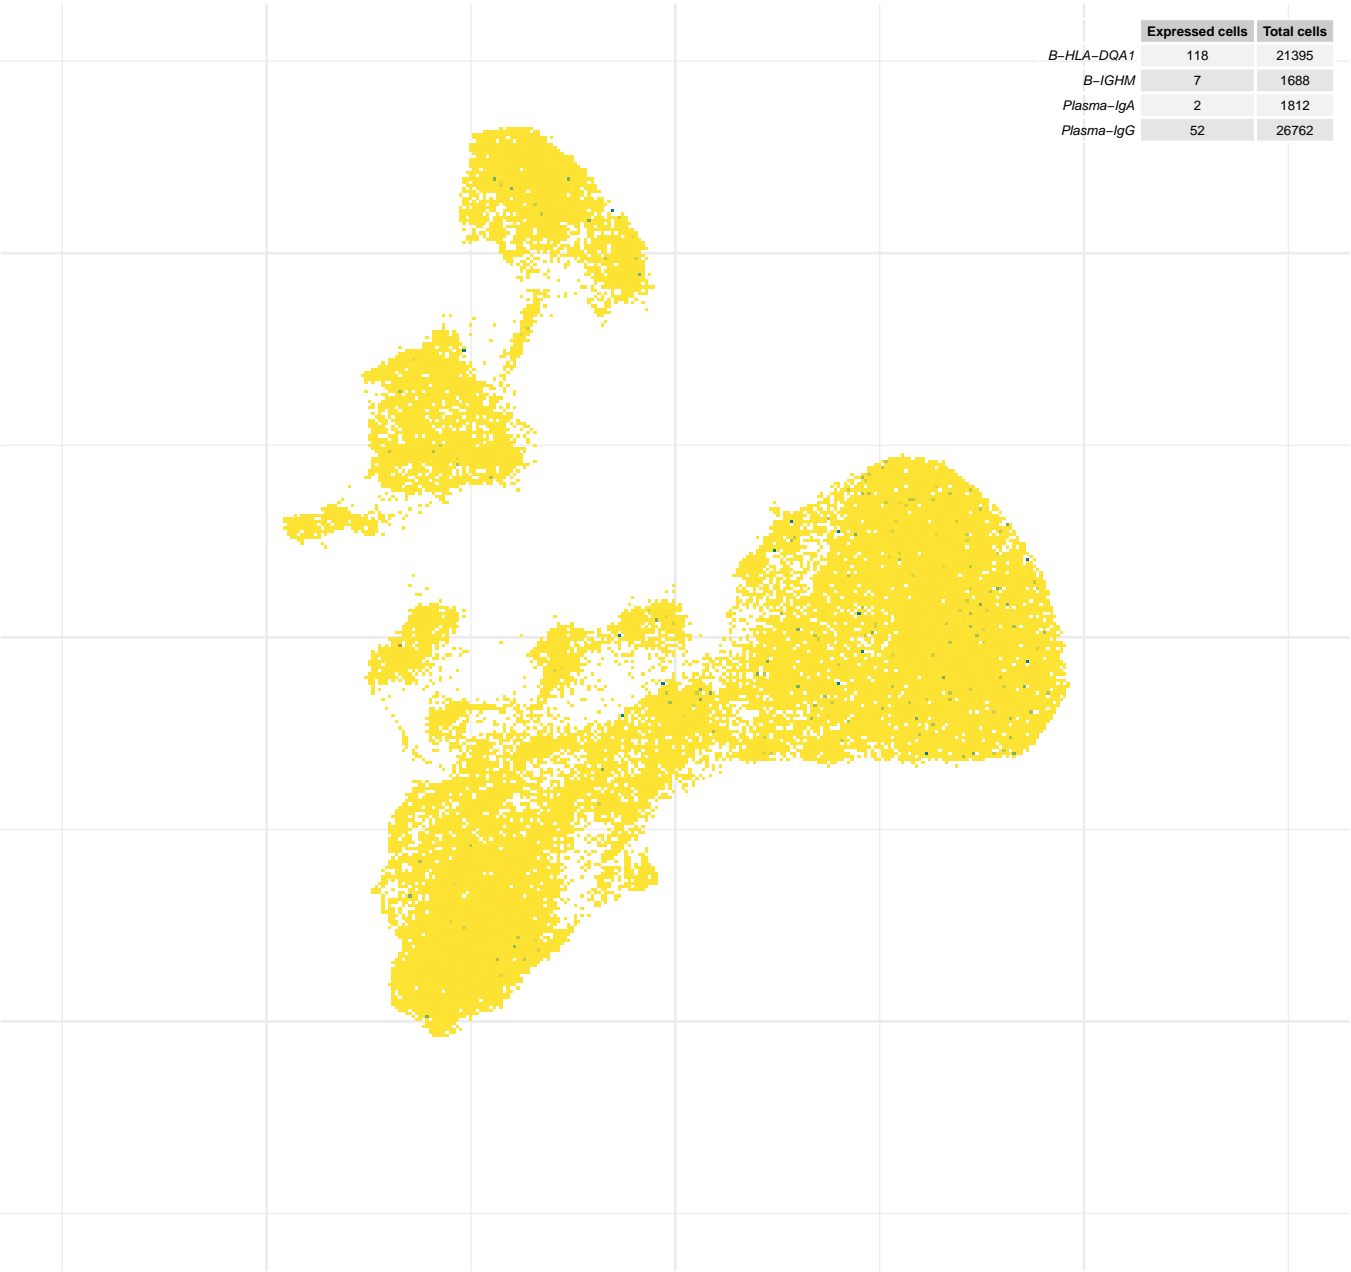 Expressed cells Total cells
B−HLA−DQA1 118 21395
B−IGHM 7 1688
Plasma−IgA 2 1812
Plasma−IgG 52 26762